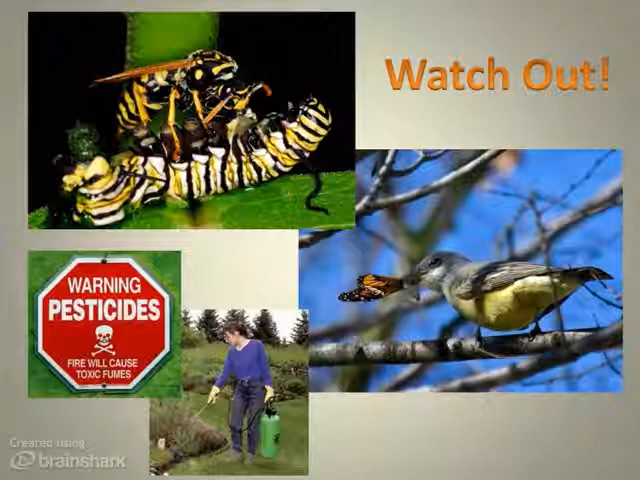 Watch Out!
WARNING
PESTICIDES
FIRE WILL CAUSE
TOXIC FUMES
Created using
brainshark